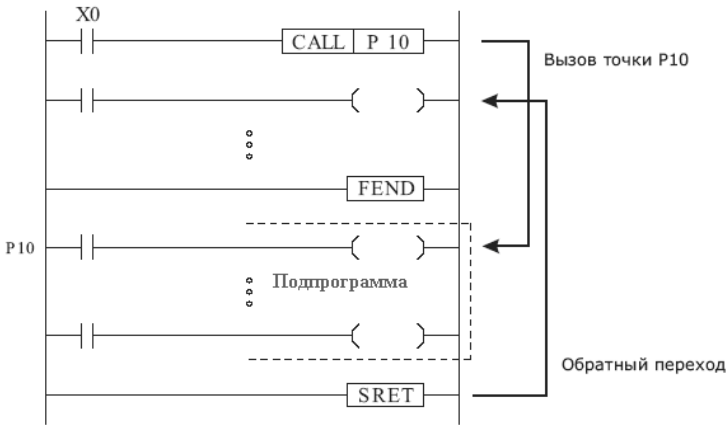 X0
CALL P 10
Вызов точки P10
FEND
P10
Подпрограмма
Обратный переход
SRET